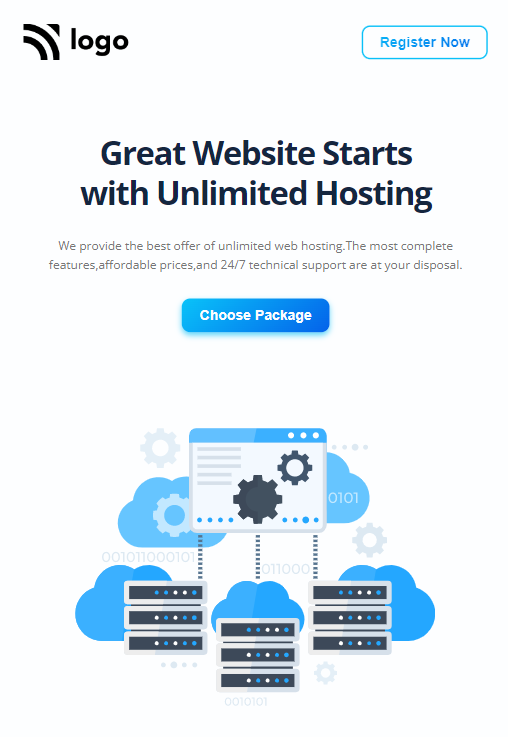 logo
Register Now
Great Website Starts
with Unlimited Hosting
We provide the best offer of unlimited web hosting.The most complete
features,affordable prices,and 24/7 technical support are at your disposal.
Choose Package
0101
001011000101
011000
0010101